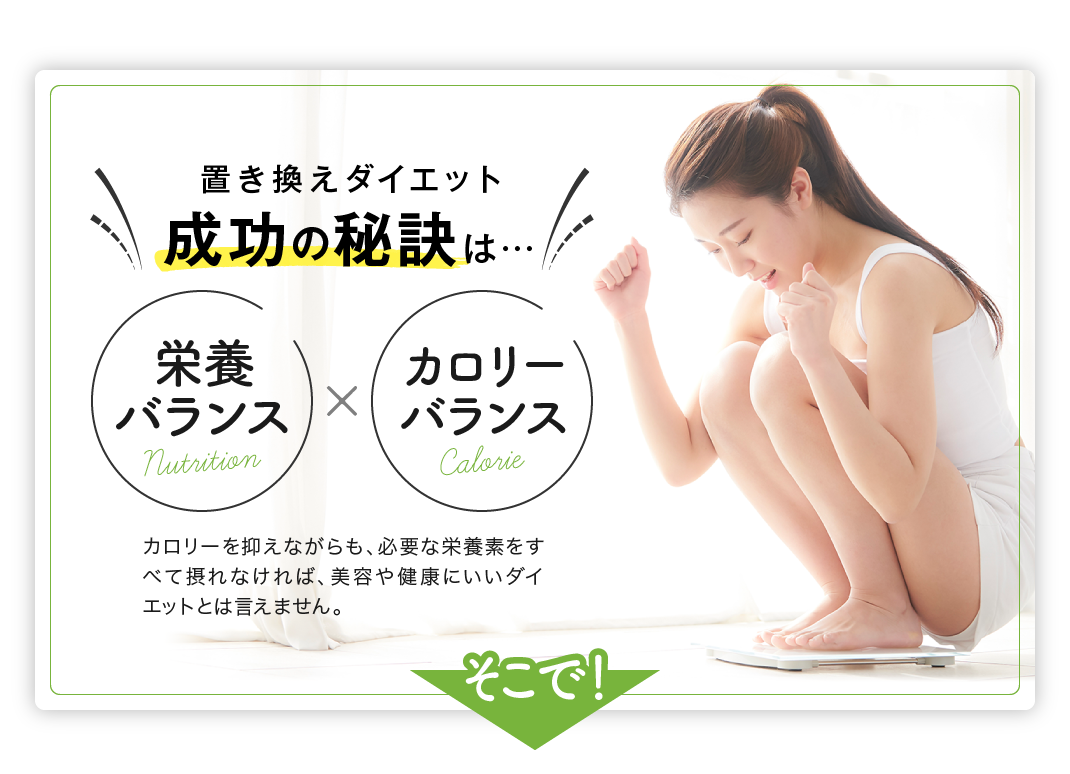 置き換えダイエット
成功の秘訣は…
栄養
バランス
Nutrition
×
カロリー
バランス
Calorie
カロリーを抑えながらも、必要な栄養素をす
べて摂れなければ、美容や健康にいいダイ
エットとは言えません。
そこで!